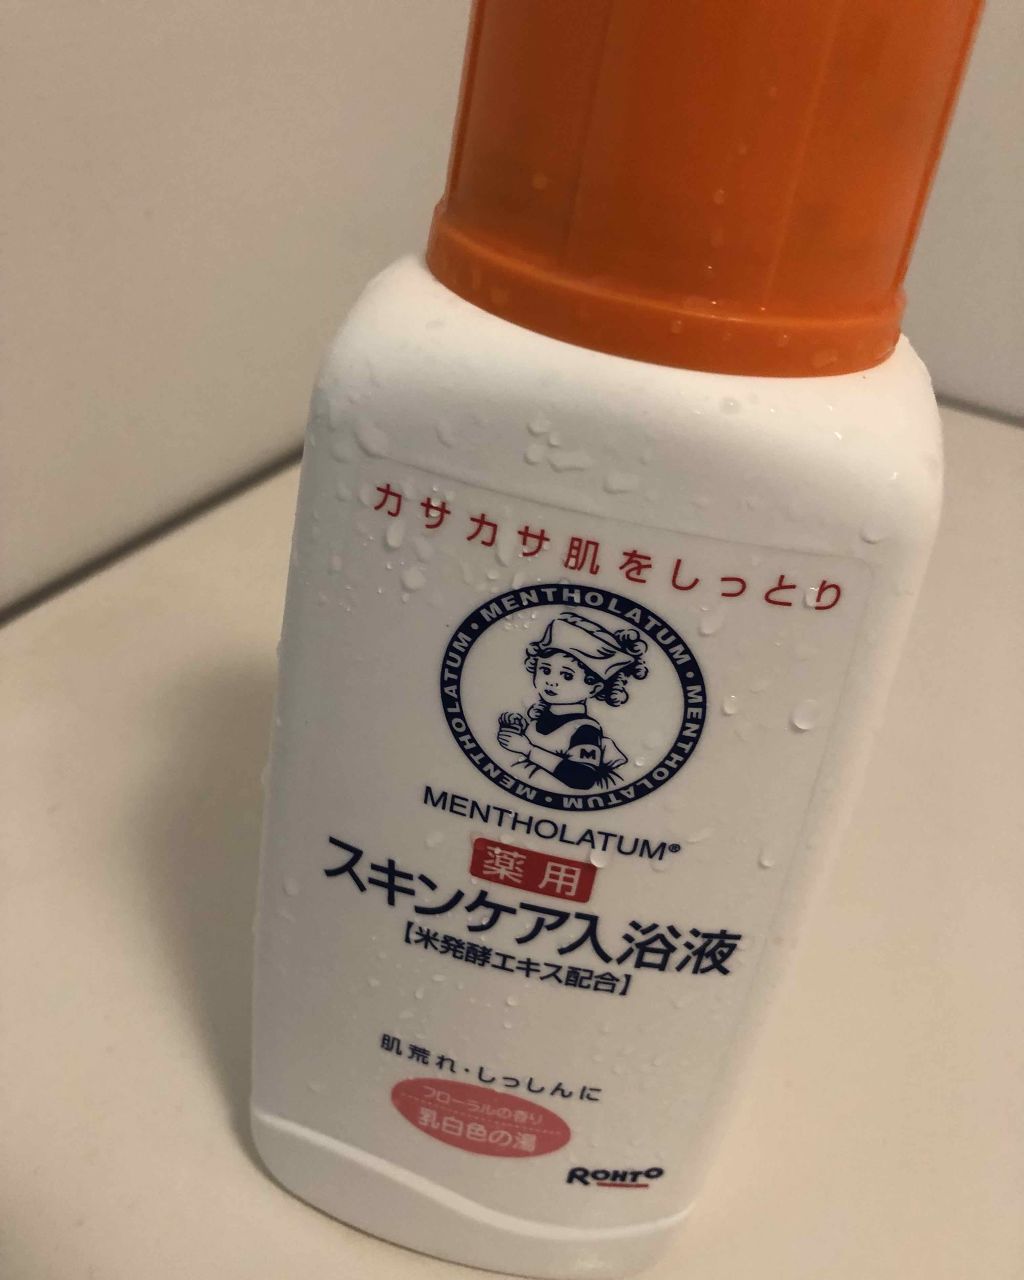 カサカサ肌をしっとり
MENTHOLATUM・MENTHOLATUM・MENTHOLATUM・MENTHOLATUM・
M
MENTHOLATUM®
薬用
スキンケア入浴液
【米発酵エキス配合】
肌荒れ・しっしんに
フローラルの香り
乳白色の湯
ROHTO